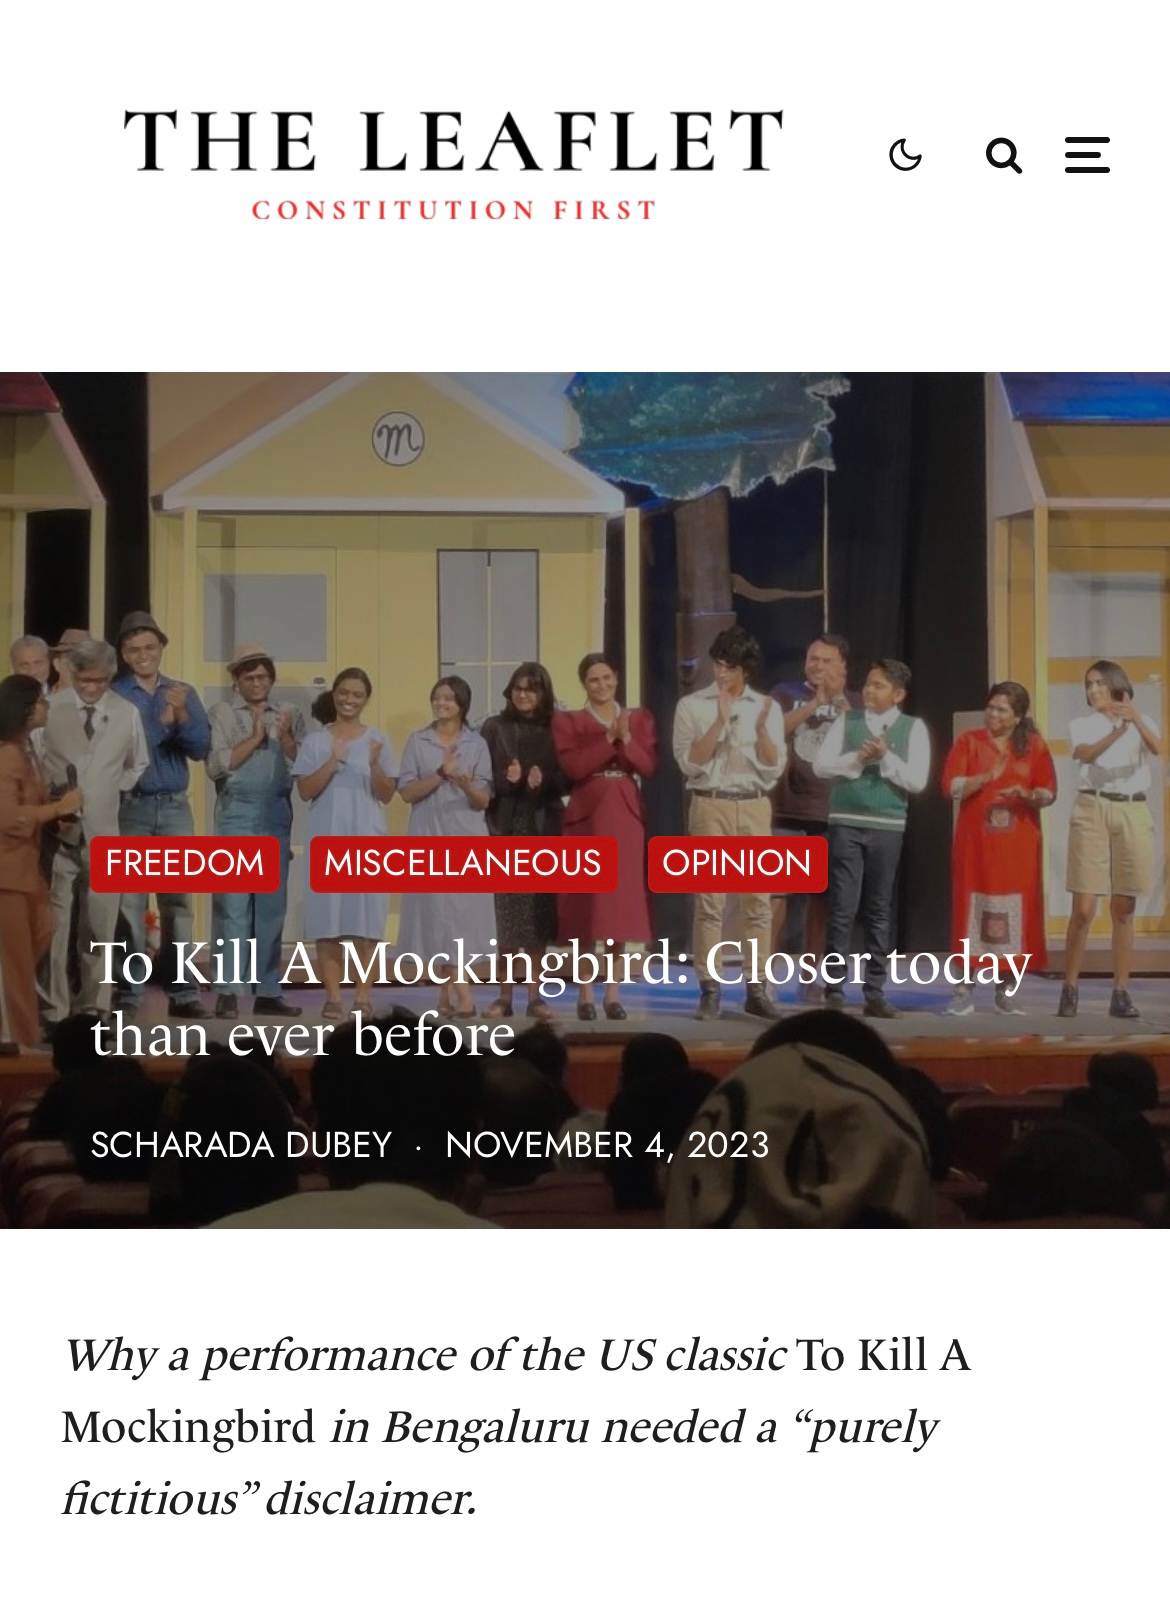 THE LEAFLET
CONSTITUTION FIRST
m
FREEDOM MISCELLANEOUS OPINION
To Kill A Mockingbird: Closer today
than ever before
SCHARADA DUBEY · NOVEMBER 4, 2023
Why a performance of the US classic To Kill A
Mockingbird in Bengaluru needed a “purely
fictitious” disclaimer.